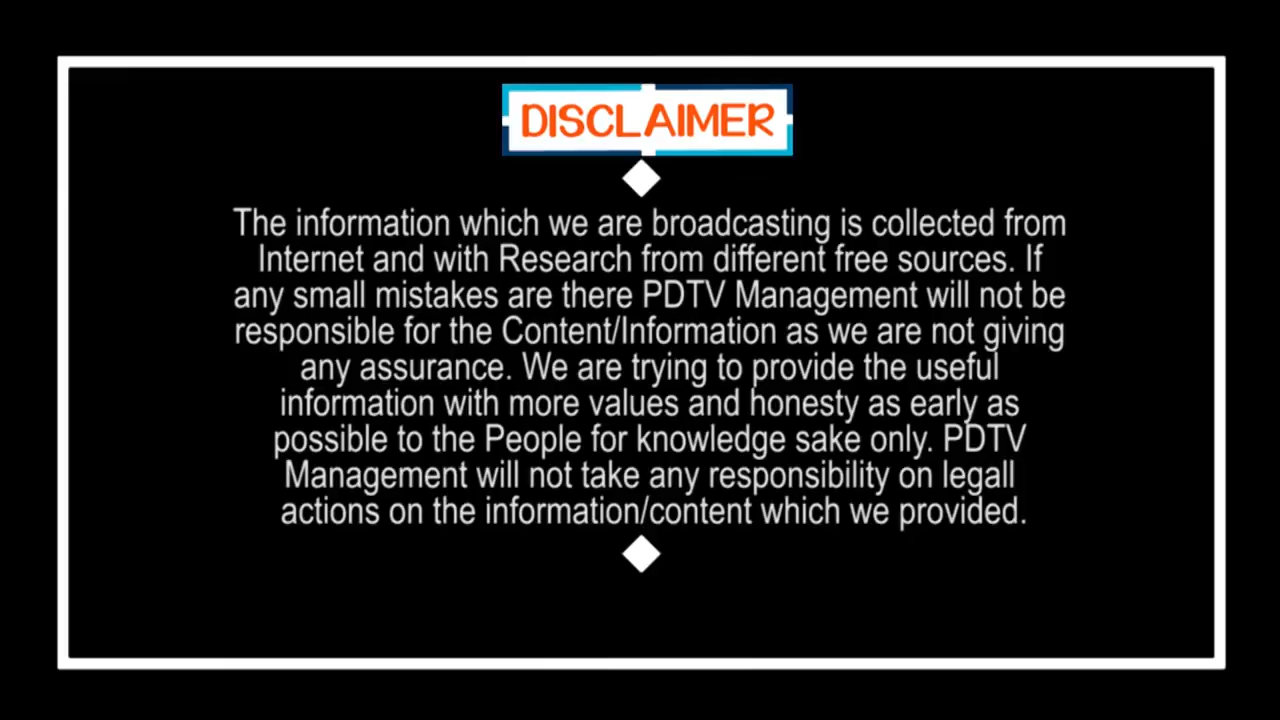 DISCLAIMER
The information which we are broadcasting is collected from
Internet and with Research from different free sources. If
any small mistakes are there PDTV Management will not be
responsible for the Content/Information as we are not giving
any assurance. We are trying to provide the useful
information with more values and honesty as early as
possible to the People for knowledge sake only. PDTV
Management will not take any responsibility on legall
actions on the information/content which we provided.